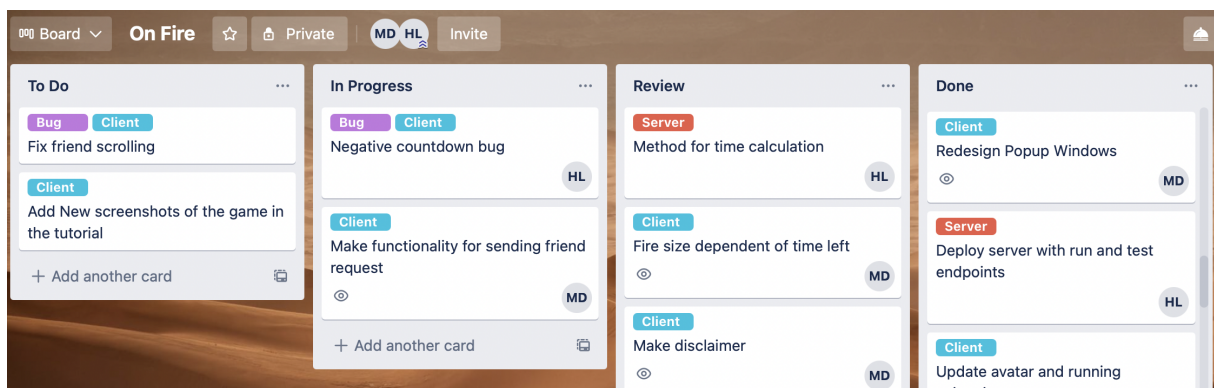 Board
On Fire
Private
MD
HL
Invite
To Do
Bug
Client
Fix friend scrolling
Client
Add New screenshots of the game in
the tutorial
+ Add another card
In Progress
Bug
Client
Negative countdown bug
HL
Client
Make functionality for sending friend
request
MD
+ Add another card
Review
Server
Method for time calculation
HL
Client
Fire size dependent of time left
MD
Client
Make disclaimer
MD
Done
Client
Redesign Popup Windows
MD
Server
Deploy server with run and test
endpoints
HL
Client
Update avatar and running